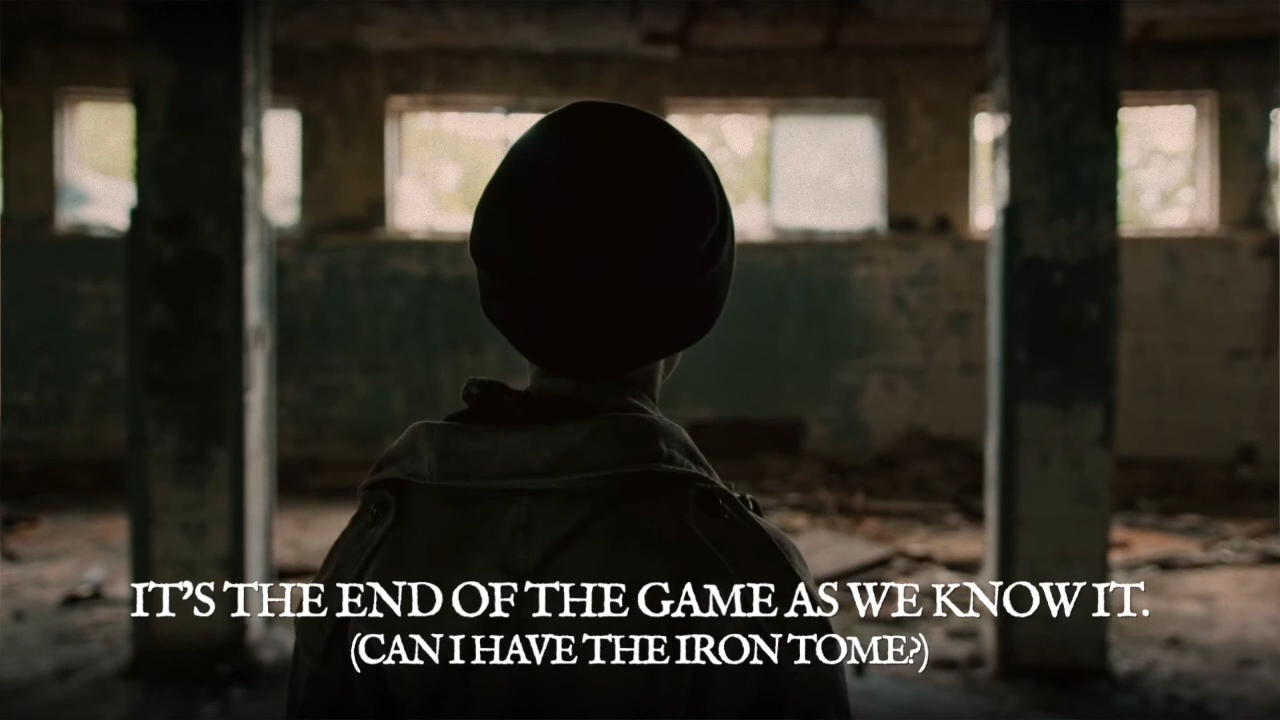 IT'S THE END OF THE GAME AS WE KNOW IT.
(CAN I HAVE THE IRON TOME?)